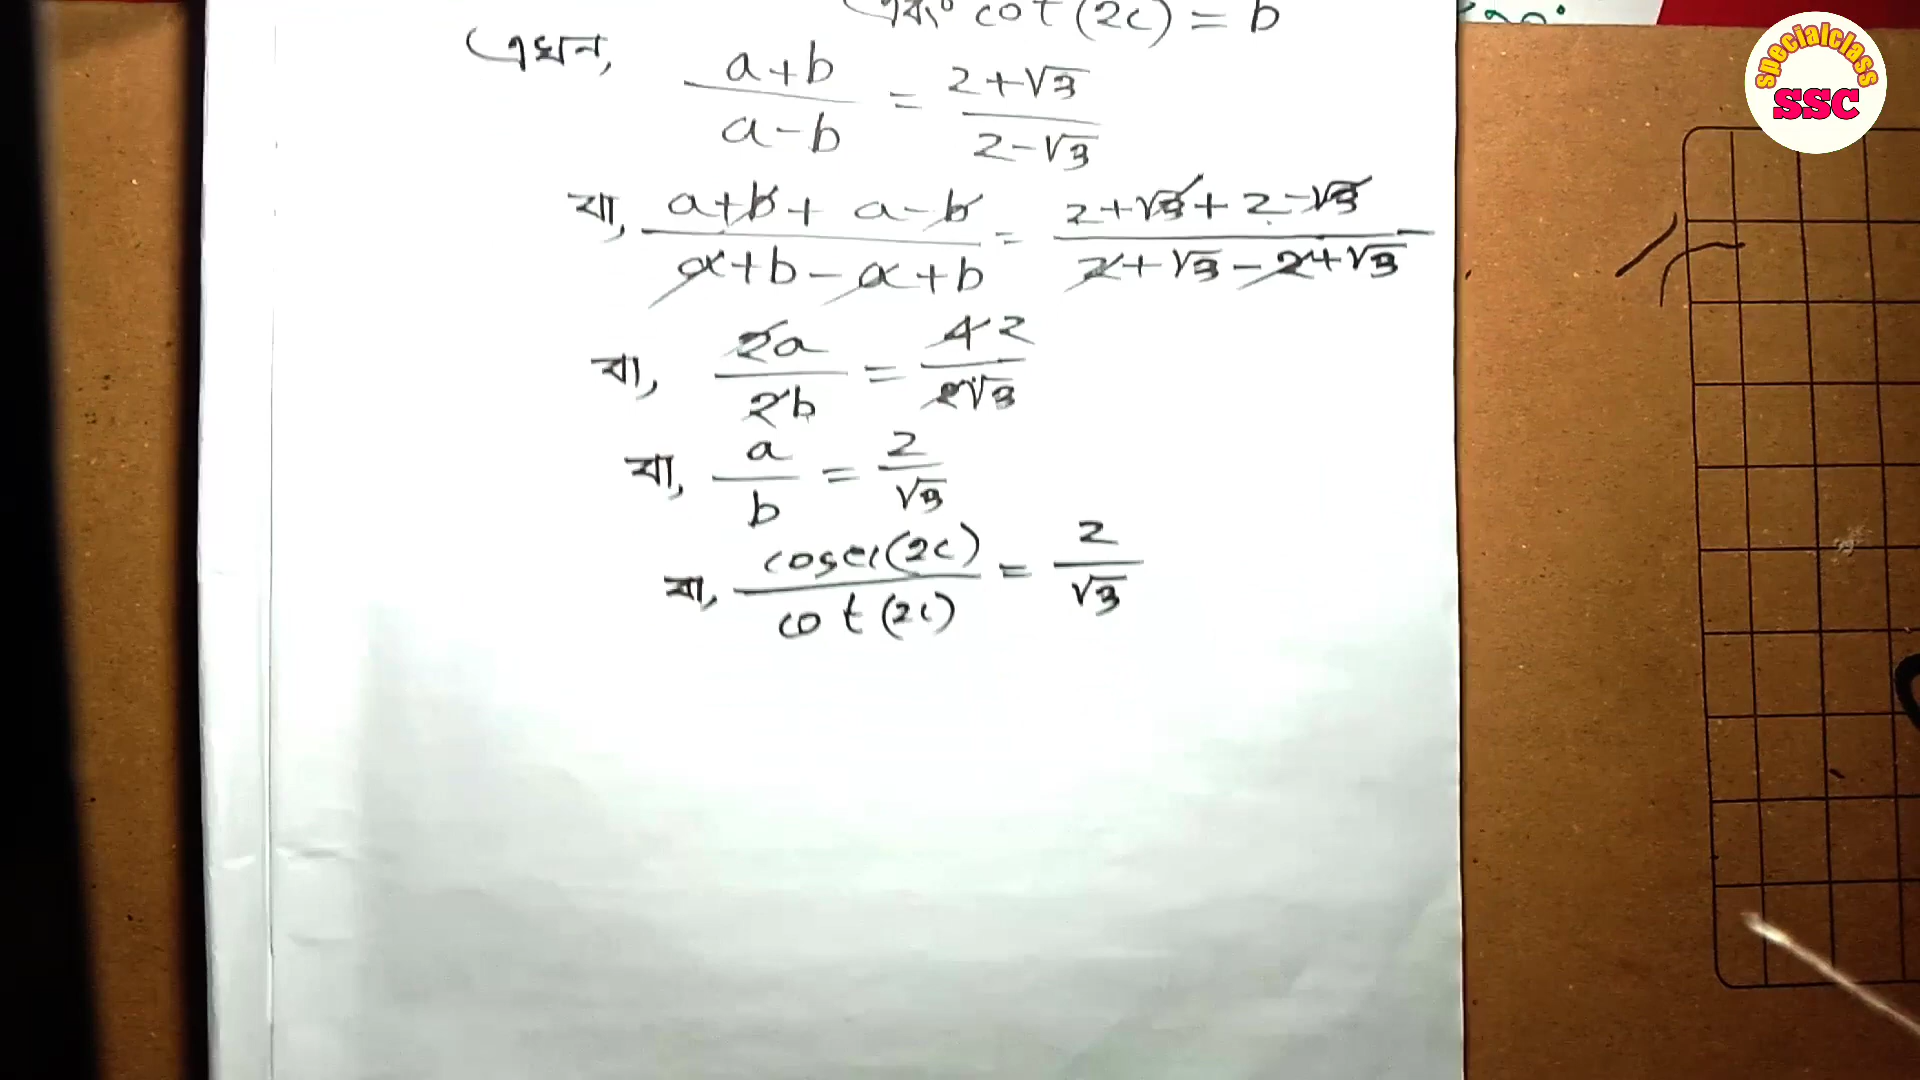 এবং cot (2c) = b
এখন, a+b / a-b = 2+√3 / 2-√3
বা, a+b+ a-b / a+b-a+b = 2+√3+2-√3 / 2+√3-2+√3
বা, 2a / 2b = 4 2 / 2√3
বা, a / b = 2 / √3
বা, cosec(2c) / cot(2c) = 2 / √3
specialclass
SSC